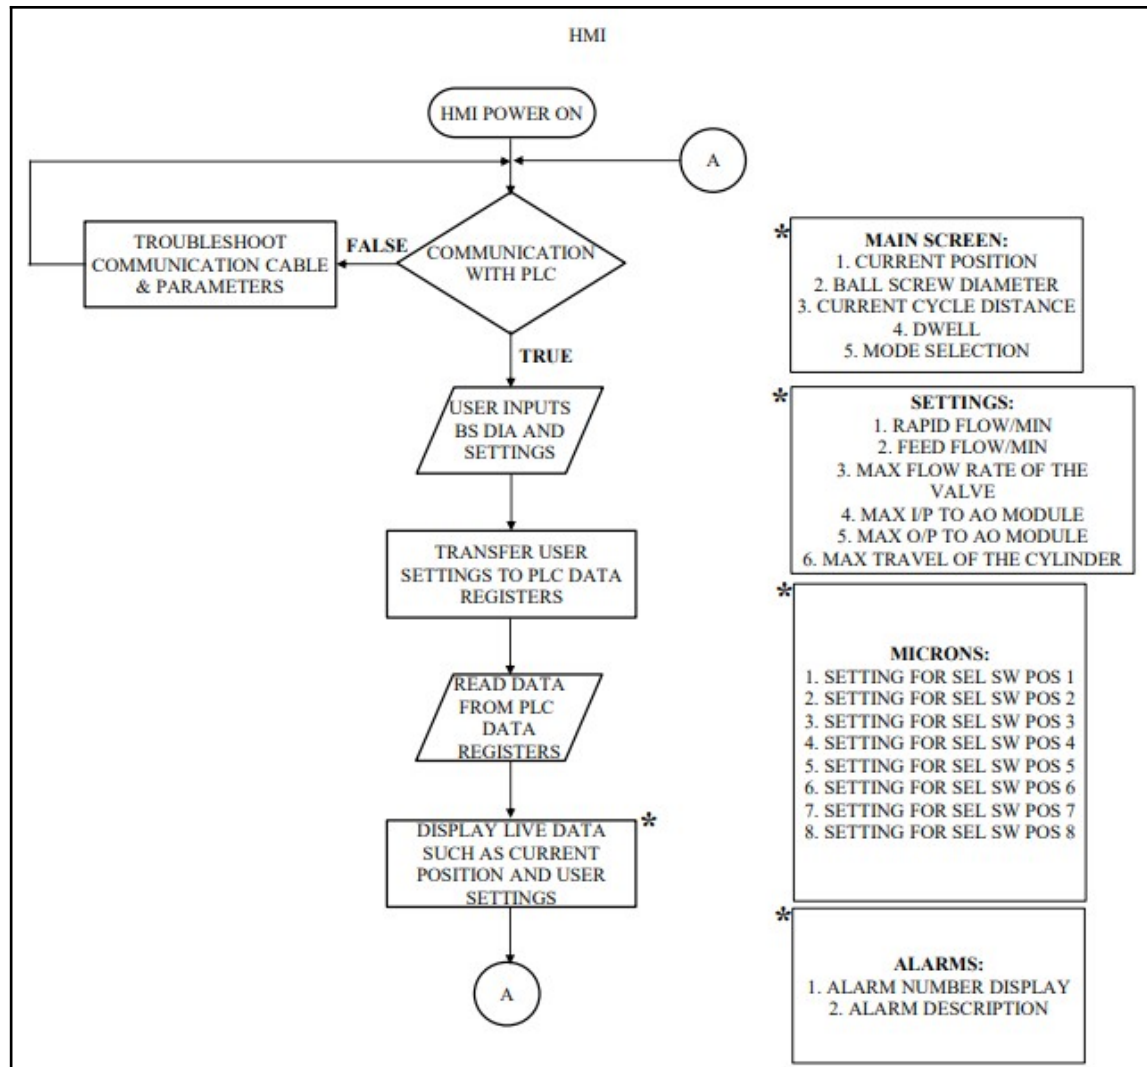 HMI
HMI POWER ON
A
TROUBLESHOOT
COMMUNICATION CABLE
& PARAMETERS
FALSE
COMMUNICATION
WITH PLC
TRUE
USER INPUTS
BS DIA AND
SETTINGS
TRANSFER USER
SETTINGS TO PLC DATA
REGISTERS
READ DATA
FROM PLC
DATA
REGISTERS
DISPLAY LIVE DATA
SUCH AS CURRENT
POSITION AND USER
SETTINGS
*
A
*
MAIN SCREEN:
1. CURRENT POSITION
2. BALL SCREW DIAMETER
3. CURRENT CYCLE DISTANCE
4. DWELL
5. MODE SELECTION
*
SETTINGS:
1. RAPID FLOW/MIN
2. FEED FLOW/MIN
3. MAX FLOW RATE OF THE
VALVE
4. MAX I/P TO AO MODULE
5. MAX O/P TO AO MODULE
6. MAX TRAVEL OF THE CYLINDER
*
MICRONS:
1. SETTING FOR SEL SW POS 1
2. SETTING FOR SEL SW POS 2
3. SETTING FOR SEL SW POS 3
4. SETTING FOR SEL SW POS 4
5. SETTING FOR SEL SW POS 5
6. SETTING FOR SEL SW POS 6
7. SETTING FOR SEL SW POS 7
8. SETTING FOR SEL SW POS 8
*
ALARMS:
1. ALARM NUMBER DISPLAY
2. ALARM DESCRIPTION